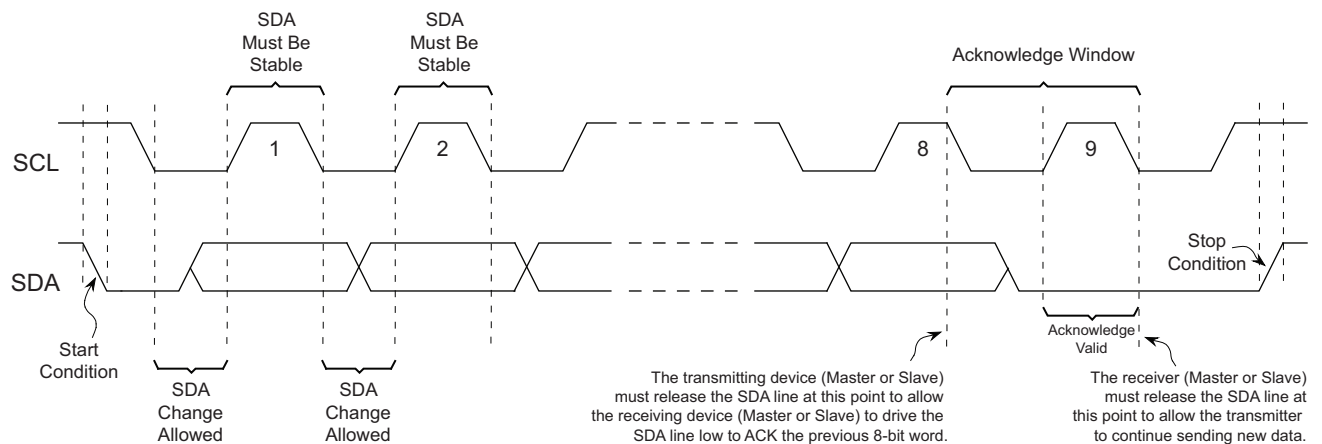 SDA
Must Be
Stable
SDA
Must Be
Stable
Acknowledge Window
SCL
1
2
8
9
SDA
Stop
Condition
Start
Condition
SDA
Change
Allowed
SDA
Change
Allowed
Acknowledge
Valid
The transmitting device (Master or Slave)
must release the SDA line at this point to allow
the receiving device (Master or Slave) to drive the
SDA line low to ACK the previous 8-bit word.
The receiver (Master or Slave)
must release the SDA line at
this point to allow the transmitter
to continue sending new data.